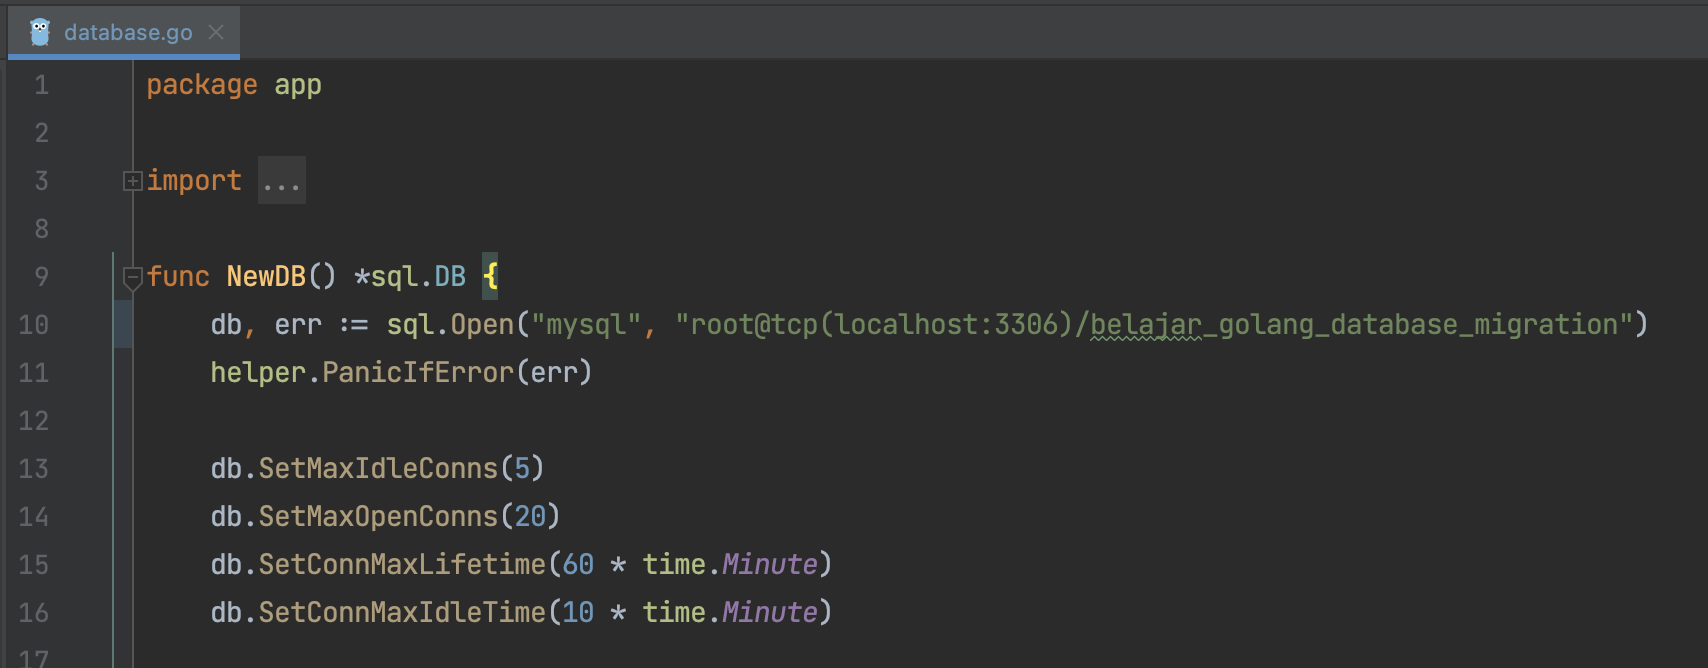 database.go
1 package app
2
3 import ...
8
9 func NewDB() *sql.DB {
10 db, err := sql.Open("mysql", "root@tcp(localhost:3306)/belajar_golang_database_migration")
11 helper.PanicIfError(err)
12
13 db.SetMaxIdleConns(5)
14 db.SetMaxOpenConns(20)
15 db.SetConnMaxLifetime(60 * time.Minute)
16 db.SetConnMaxIdleTime(10 * time.Minute)
17